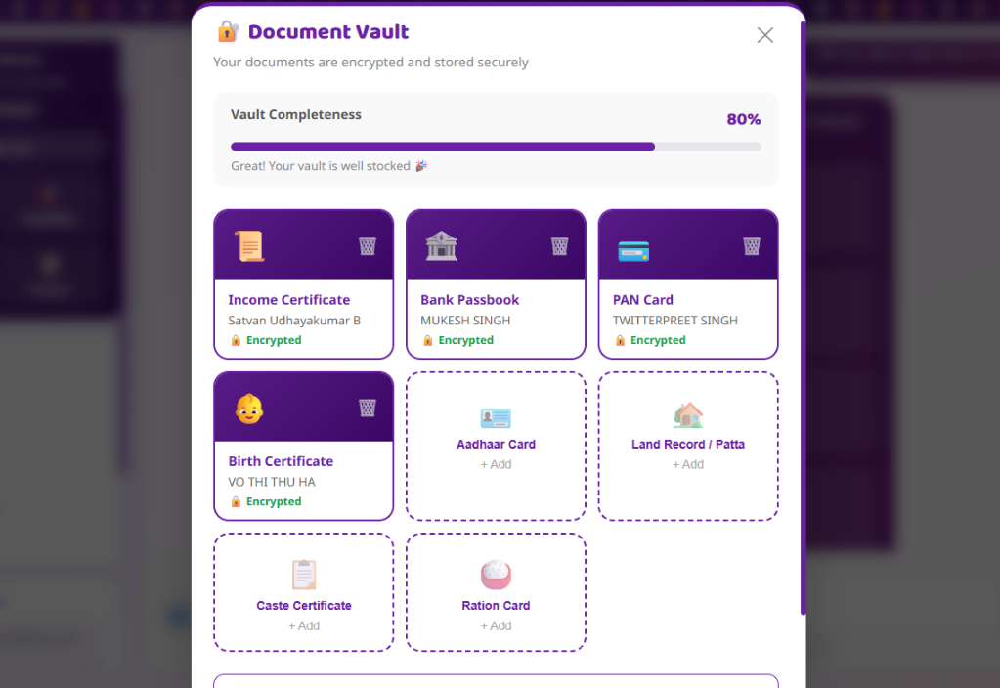 Document Vault
Your documents are encrypted and stored securely
Vault Completeness
80%
Great! Your vault is well stocked
Income Certificate
Satvan Udhayakumar B
Encrypted
Bank Passbook
MUKESH SINGH
Encrypted
PAN Card
TWITTERPREET SINGH
Encrypted
Birth Certificate
VO THI THU HA
Encrypted
Aadhaar Card
+ Add
Land Record / Patta
+ Add
Caste Certificate
+ Add
Ration Card
+ Add